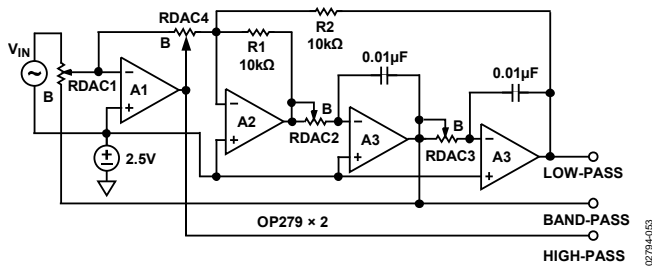 RDAC4
B
R2
10kΩ
R1
10kΩ
0.01µF
0.01µF
VIN
B
RDAC1
A1
A2
B
RDAC2
A3
B
RDAC3
A3
2.5V
LOW-PASS
BAND-PASS
HIGH-PASS
OP279 × 2
02794-053